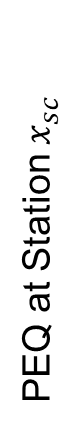 PEQ at Station x_sc